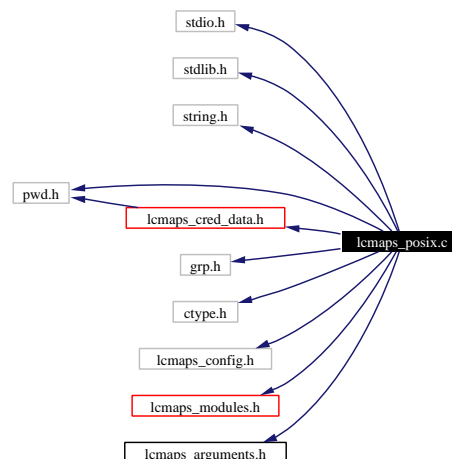 stdio.h
stdlib.h
string.h
pwd.h
lcmaps_cred_data.h
lcmaps_posix.c
grp.h
ctype.h
lcmaps_config.h
lcmaps_modules.h
lcmaps_arguments.h